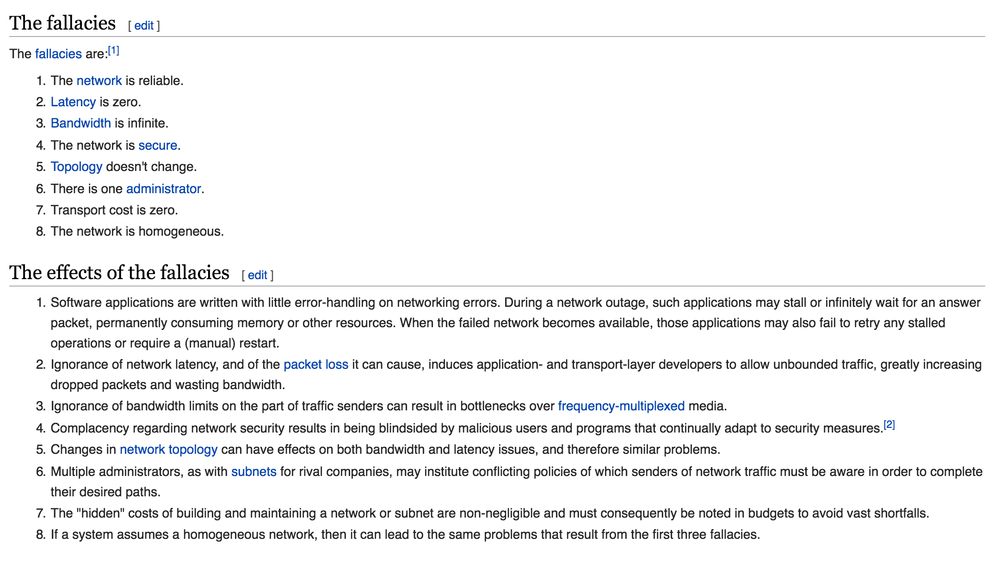 The fallacies [ edit ]
The fallacies are:[1]
1. The network is reliable.
2. Latency is zero.
3. Bandwidth is infinite.
4. The network is secure.
5. Topology doesn't change.
6. There is one administrator.
7. Transport cost is zero.
8. The network is homogeneous.
The effects of the fallacies [ edit ]
1. Software applications are written with little error-handling on networking errors. During a network outage, such applications may stall or infinitely wait for an answer
packet, permanently consuming memory or other resources. When the failed network becomes available, those applications may also fail to retry any stalled
operations or require a (manual) restart.
2. Ignorance of network latency, and of the packet loss it can cause, induces application- and transport-layer developers to allow unbounded traffic, greatly increasing
dropped packets and wasting bandwidth.
3. Ignorance of bandwidth limits on the part of traffic senders can result in bottlenecks over frequency-multiplexed media.
4. Complacency regarding network security results in being blindsided by malicious users and programs that continually adapt to security measures.[2]
5. Changes in network topology can have effects on both bandwidth and latency issues, and therefore similar problems.
6. Multiple administrators, as with subnets for rival companies, may institute conflicting policies of which senders of network traffic must be aware in order to complete
their desired paths.
7. The "hidden" costs of building and maintaining a network or subnet are non-negligible and must consequently be noted in budgets to avoid vast shortfalls.
8. If a system assumes a homogeneous network, then it can lead to the same problems that result from the first three fallacies.